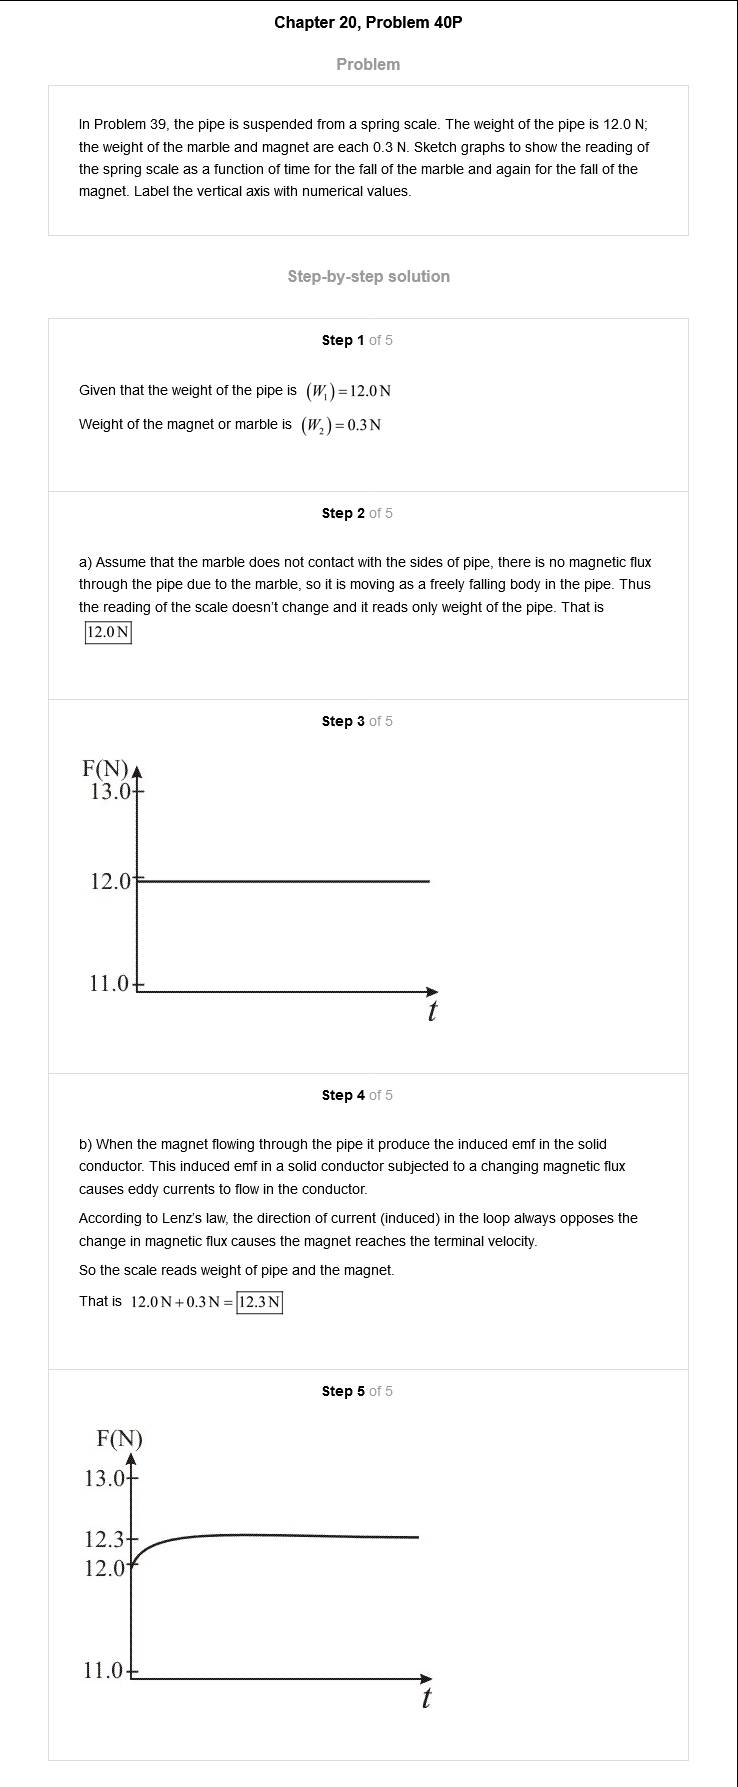 Chapter 20, Problem 40P
Problem
In Problem 39, the pipe is suspended from a spring scale. The weight of the pipe is 12.0 N;
the weight of the marble and magnet are each 0.3 N. Sketch graphs to show the reading of
the spring scale as a function of time for the fall of the marble and again for the fall of the
magnet. Label the vertical axis with numerical values.
Step-by-step solution
Step 1 of 5
Given that the weight of the pipe is (W₁) = 12.0 N
Weight of the magnet or marble is (W₂) = 0.3 N
Step 2 of 5
a) Assume that the marble does not contact with the sides of pipe, there is no magnetic flux
through the pipe due to the marble, so it is moving as a freely falling body in the pipe. Thus
the reading of the scale doesn't change and it reads only weight of the pipe. That is
12.0 N
Step 3 of 5
F(N)
13.0
12.0
11.0
t
Step 4 of 5
b) When the magnet flowing through the pipe it produce the induced emf in the solid
conductor. This induced emf in a solid conductor subjected to a changing magnetic flux
causes eddy currents to flow in the conductor.
According to Lenz's law, the direction of current (induced) in the loop always opposes the
change in magnetic flux causes the magnet reaches the terminal velocity.
So the scale reads weight of pipe and the magnet.
That is 12.0 N + 0.3 N = 12.3 N
Step 5 of 5
F(N)
13.0
12.3
12.0
11.0
t